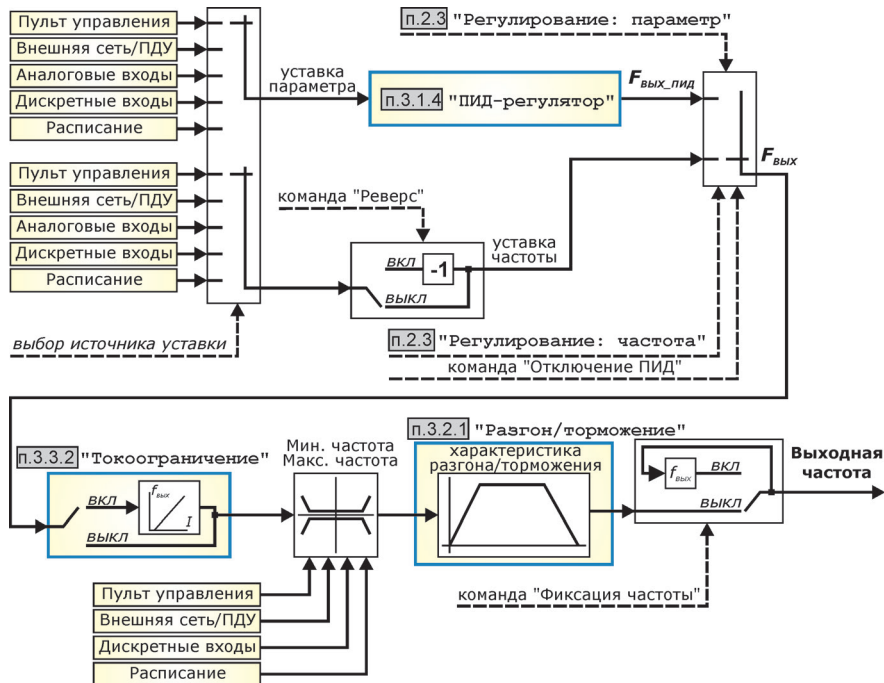 Пульт управления
Внешняя сеть/ПДУ
Аналоговые входы
Дискретные входы
Расписание
уставка
параметра
п.2.3 "Регулирование: параметр"
п.3.1.4 "ПИД-регулятор"
Fвых_пид
Fвых
Пульт управления
Внешняя сеть/ПДУ
Аналоговые входы
Дискретные входы
Расписание
команда "Реверс"
вкл
-1
выкл
уставка
частоты
выбор источника уставки
п.2.3 "Регулирование: частота"
команда "Отключение ПИД"
п.3.3.2 "Токоограничение"
вкл
fвых
I
выкл
Мин. частота
Макс. частота
п.3.2.1 "Разгон/торможение"
характеристика
разгона/торможения
fвых
вкл
выкл
Выходная
частота
команда "Фиксация частоты"
Пульт управления
Внешняя сеть/ПДУ
Дискретные входы
Расписание